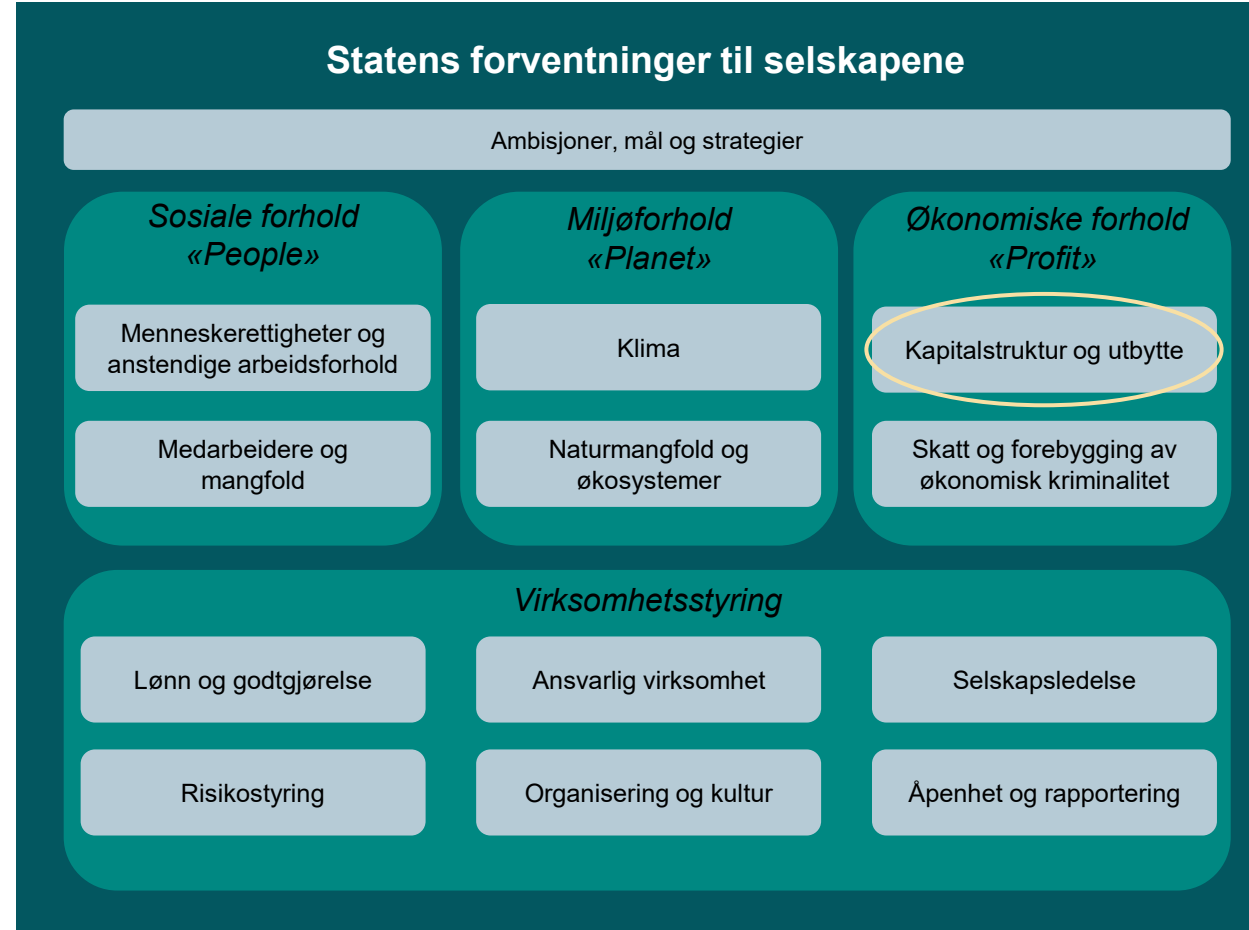 Statens forventninger til selskapene
Ambisjoner, mål og strategier
Sosiale forhold
«People»
Menneskerettigheter og
anstendige arbeidsforhold
Medarbeidere og
mangfold
Miljøforhold
«Planet»
Klima
Naturmangfold og
økosystemer
Økonomiske forhold
«Profit»
Kapitalstruktur og utbytte
Skatt og forebygging av
økonomisk kriminalitet
Virksomhetsstyring
Lønn og godtgjørelse
Ansvarlig virksomhet
Selskapsledelse
Risikostyring
Organisering og kultur
Åpenhet og rapportering